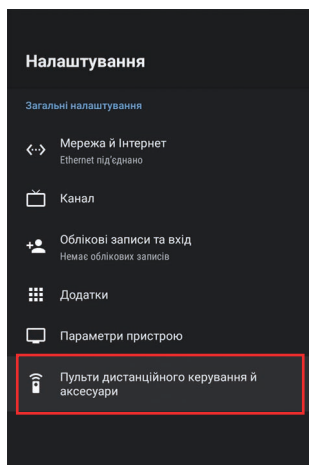 Налаштування
Загальні налаштування
Мережа й Інтернет
Ethernet під'єднано
Канал
Облікові записи та вхід
Немає облікових записів
Додатки
Параметри пристрою
Пульти дистанційного керування й
аксесуари